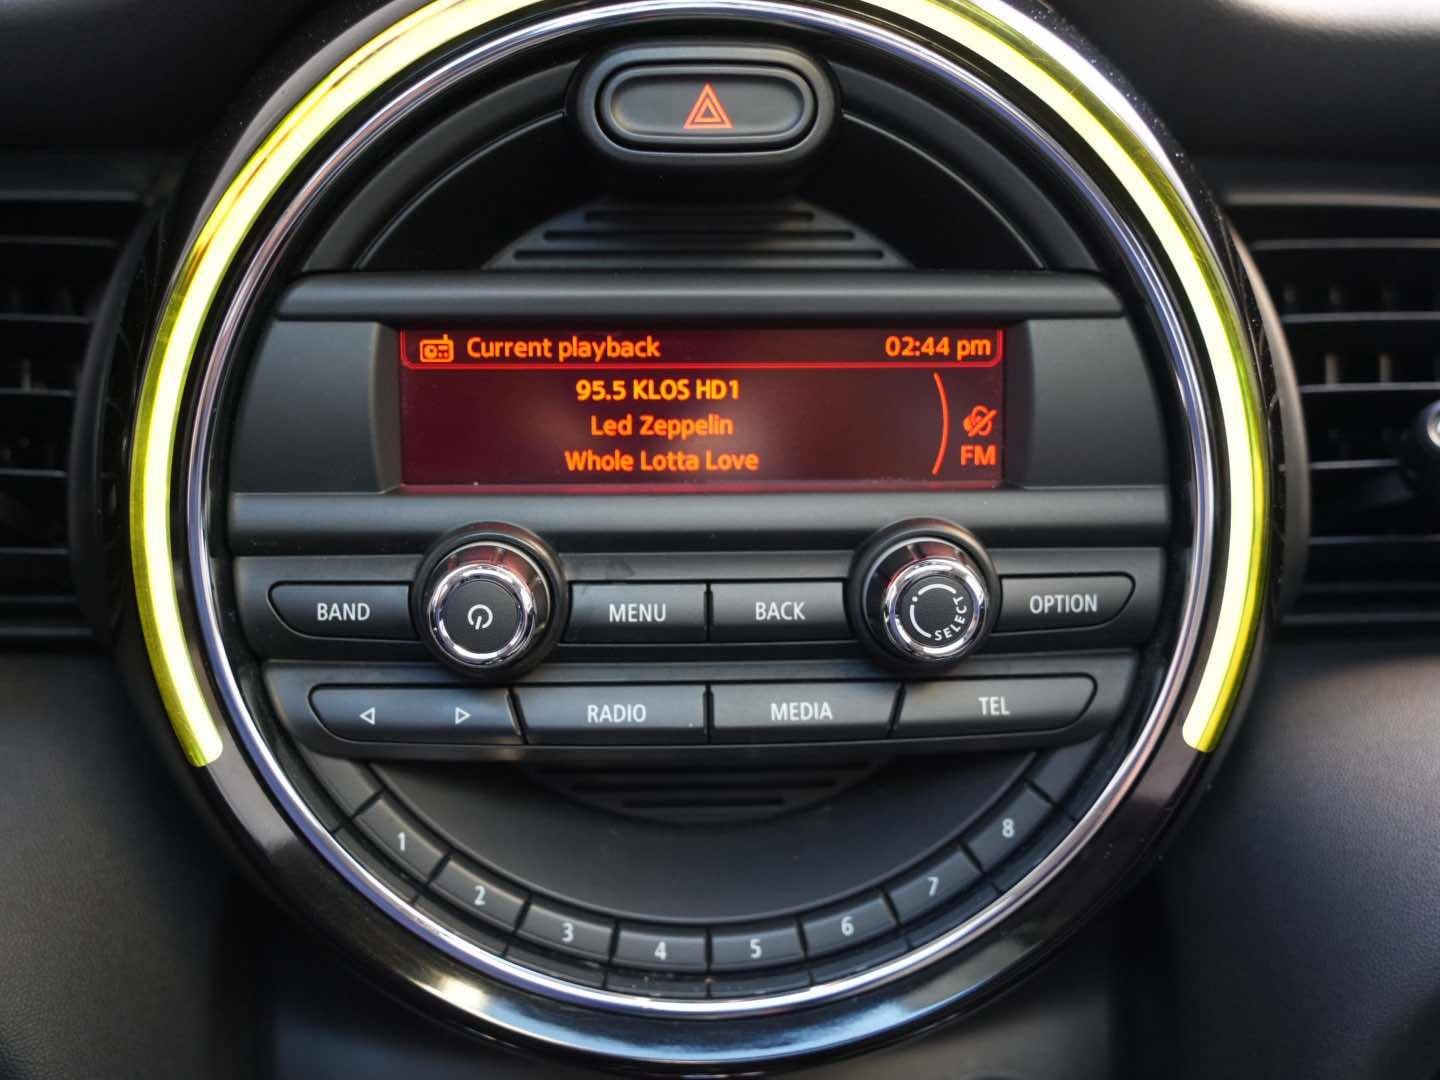 Current playback 02:44 pm
95.5 KLOS HD1
Led Zeppelin
Whole Lotta Love
FM
BAND MENU BACK SELECT OPTION
RADIO MEDIA TEL
1 2 3 4 5 6 7 8